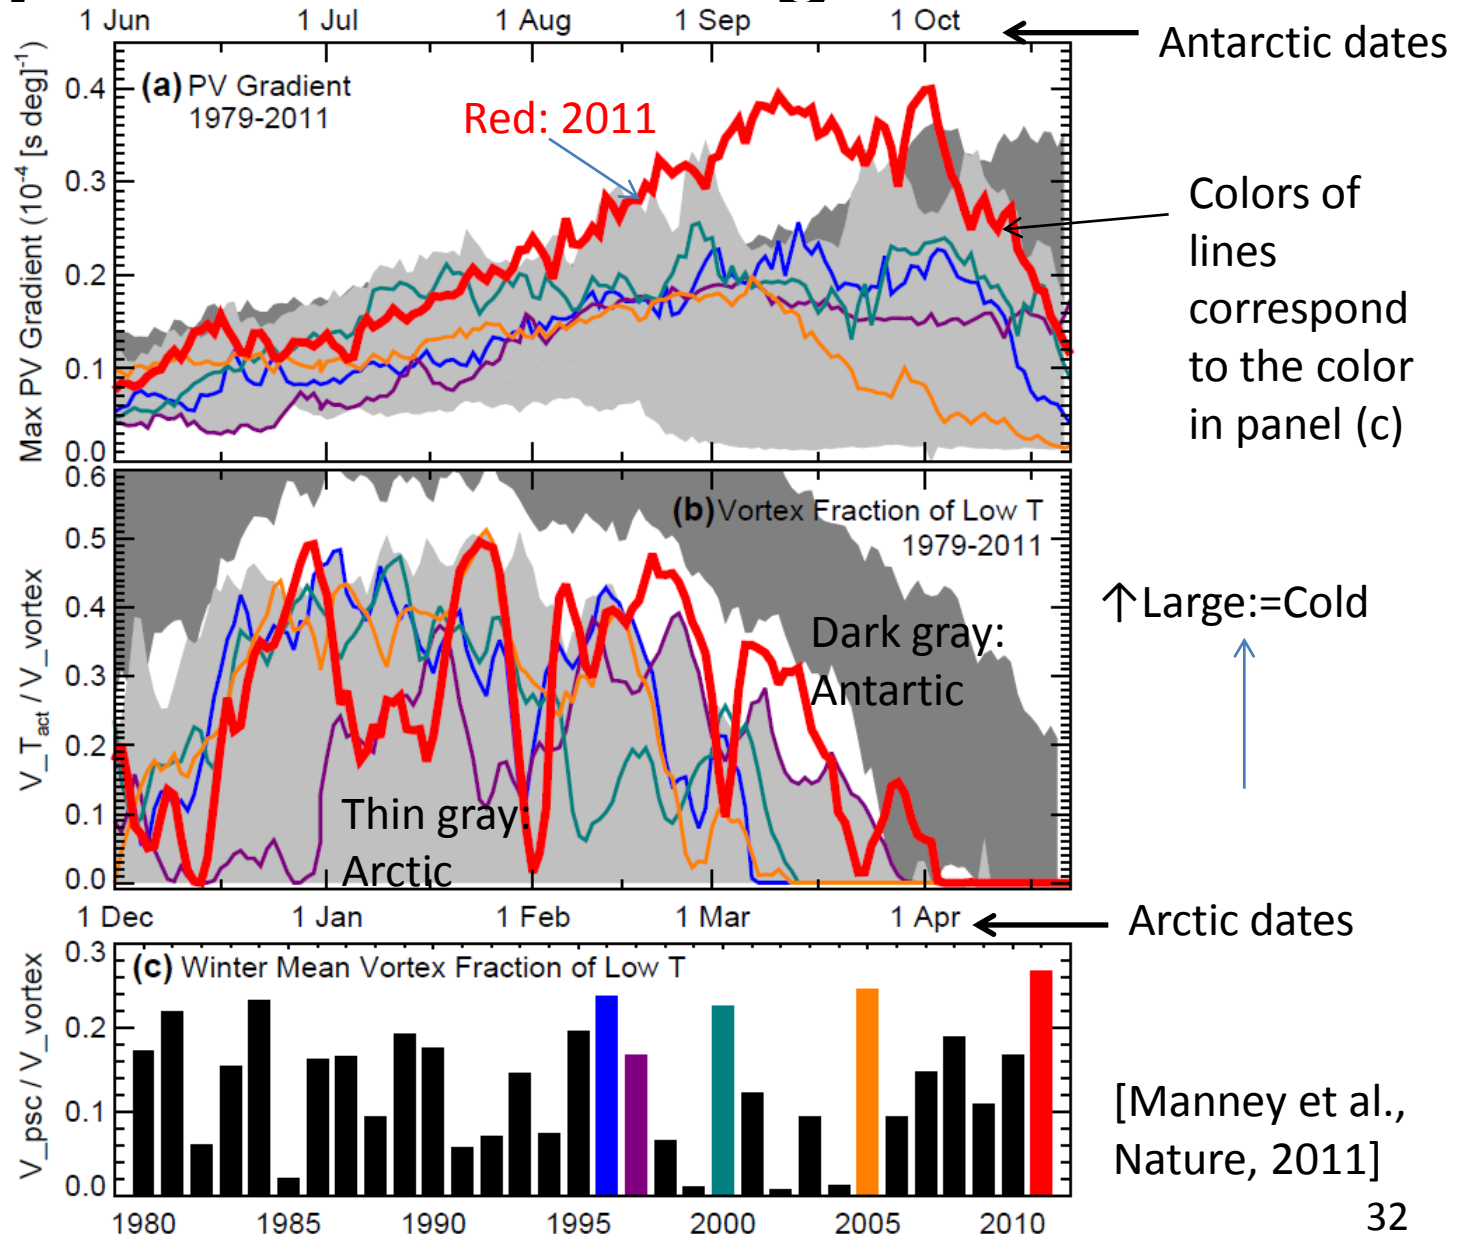 1 Jun 1 Jul 1 Aug 1 Sep 1 Oct
Antarctic dates
Max PV Gradient (10⁻⁴ [s deg]⁻¹)
0.4
0.3
0.2
0.1
0.0
(a) PV Gradient
1979-2011
Red: 2011
Colors of
lines
correspond
to the color
in panel (c)
V_T_act / V_vortex
0.6
0.5
0.4
0.3
0.2
0.1
0.0
(b) Vortex Fraction of Low T
1979-2011
Dark gray:
Antartic
Thin gray:
Arctic
↑Large:=Cold
1 Dec 1 Jan 1 Feb 1 Mar 1 Apr
Arctic dates
V_psc / V_vortex
0.3
0.2
0.1
0.0
(c) Winter Mean Vortex Fraction of Low T
1980 1985 1990 1995 2000 2005 2010
[Manney et al.,
Nature, 2011]
32